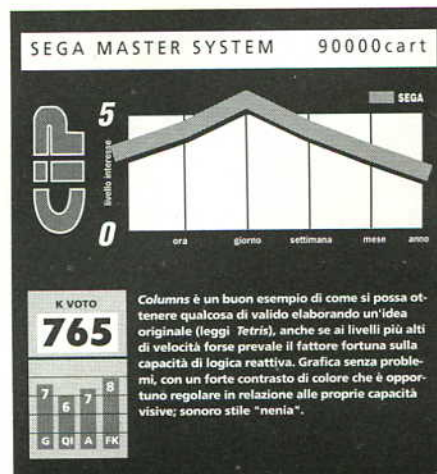 SEGA MASTER SYSTEM 90000cart
CIP
5
SEGA
livello interesse
0
ora giorno settimana mese anno
K VOTO
765
7 6 7 8
G QI A FK
Columns è un buon esempio di come si possa ot-
tenere qualcosa di valido elaborando un'idea
originale (leggi Tetris), anche se ai livelli più alti
di velocità forse prevale il fattore fortuna sulla
capacità di logica reattiva. Grafica senza proble-
mi, con un forte contrasto di colore che è oppor-
tuno regolare in relazione alle proprie capacità
visive; sonoro stile "nenia".